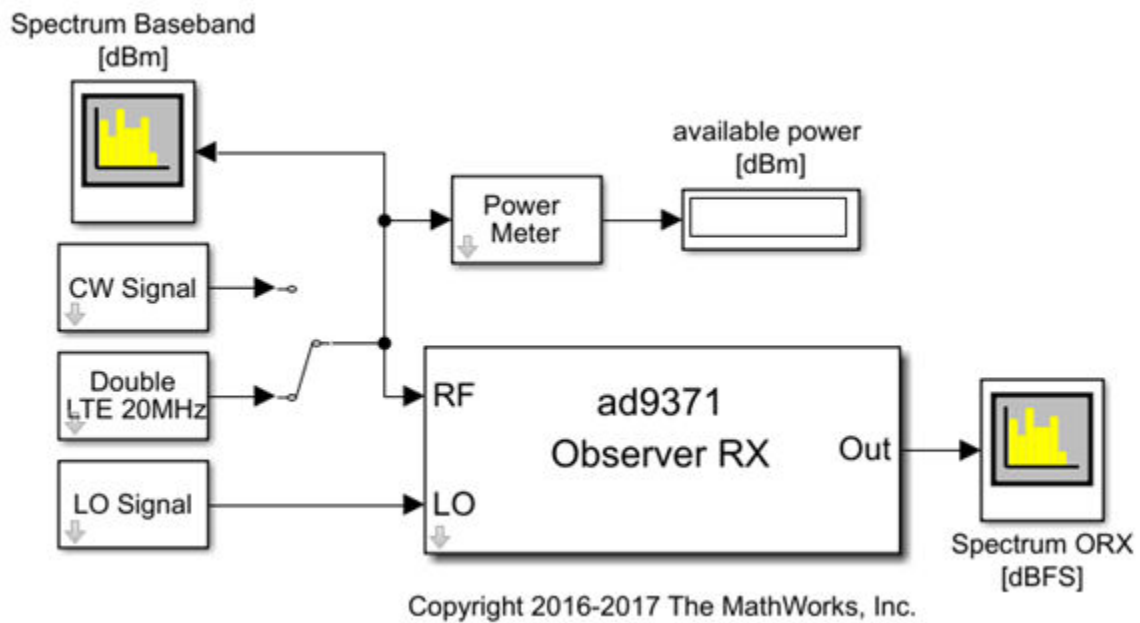 Spectrum Baseband
[dBm]
available power
[dBm]
Power
Meter
CW Signal
Double
LTE 20MHz
LO Signal
RF
LO
ad9371
Observer RX
Out
Spectrum ORX
[dBFS]
Copyright 2016-2017 The MathWorks, Inc.